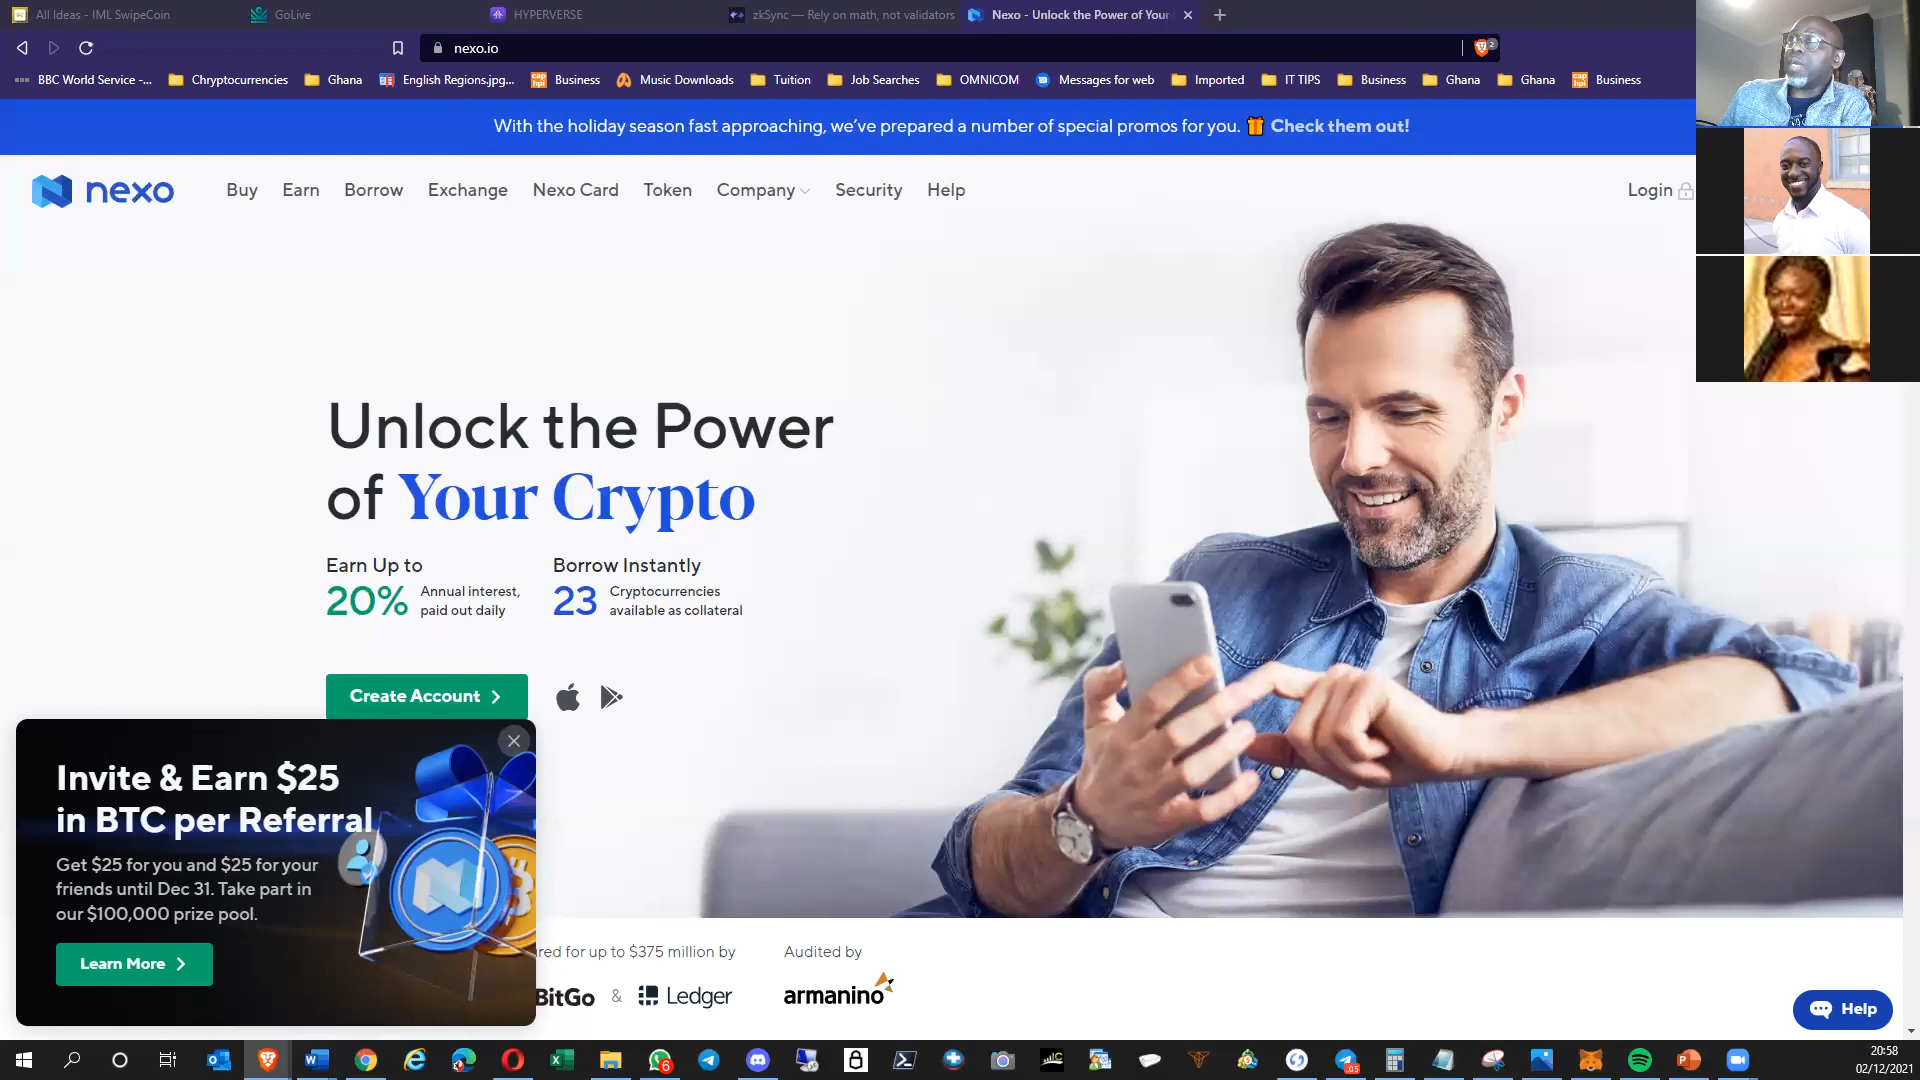 All Ideas - IML SwipeCoin
GoLive
HYPERVERSE
zkSync — Rely on math, not validators
Nexo - Unlock the Power of Your
nexo.io
2
BBC World Service -...
Chryptocurrencies
Ghana
English Regions.jpg...
cap hpi
Business
Music Downloads
Tuition
Job Searches
OMNICOM
Messages for web
Imported
IT TIPS
Business
Ghana
Ghana
cap hpi
Business
With the holiday season fast approaching, we've prepared a number of special promos for you. Check them out!
nexo
Buy
Earn
Borrow
Exchange
Nexo Card
Token
Company
Security
Help
Login
Unlock the Power
of Your Crypto
Earn Up to
20% Annual interest,
paid out daily
Borrow Instantly
23 Cryptocurrencies
available as collateral
Create Account
Invite & Earn $25
in BTC per Referral
Get $25 for you and $25 for your
friends until Dec 31. Take part in
our $100,000 prize pool.
Learn More
red for up to $375 million by
BitGo & Ledger
Audited by
armanino
Help
6
.05
20:58
02/12/2021